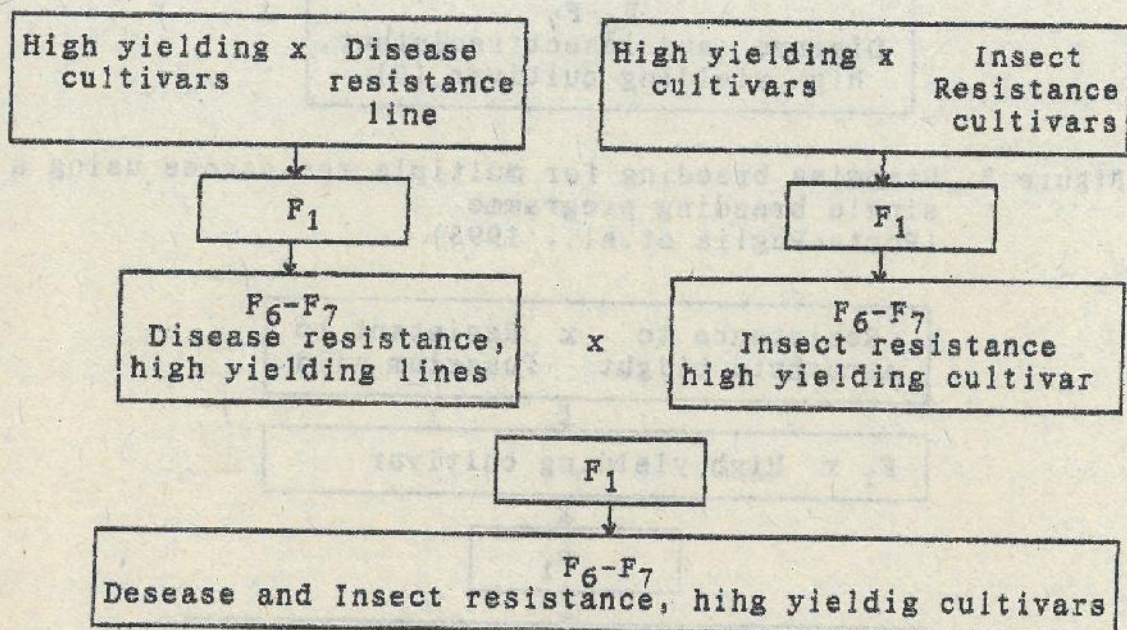 High yielding x Disease
cultivars resistance
line
High yielding x Insect
cultivars Resistance
cultivars
F₁
F₁
F₆-F₇
Disease resistance,
high yielding lines
x
F₆-F₇
Insect resistance
high yielding cultivar
F₁
F₆-F₇
Desease and Insect resistance, hihg yieldig cultivars